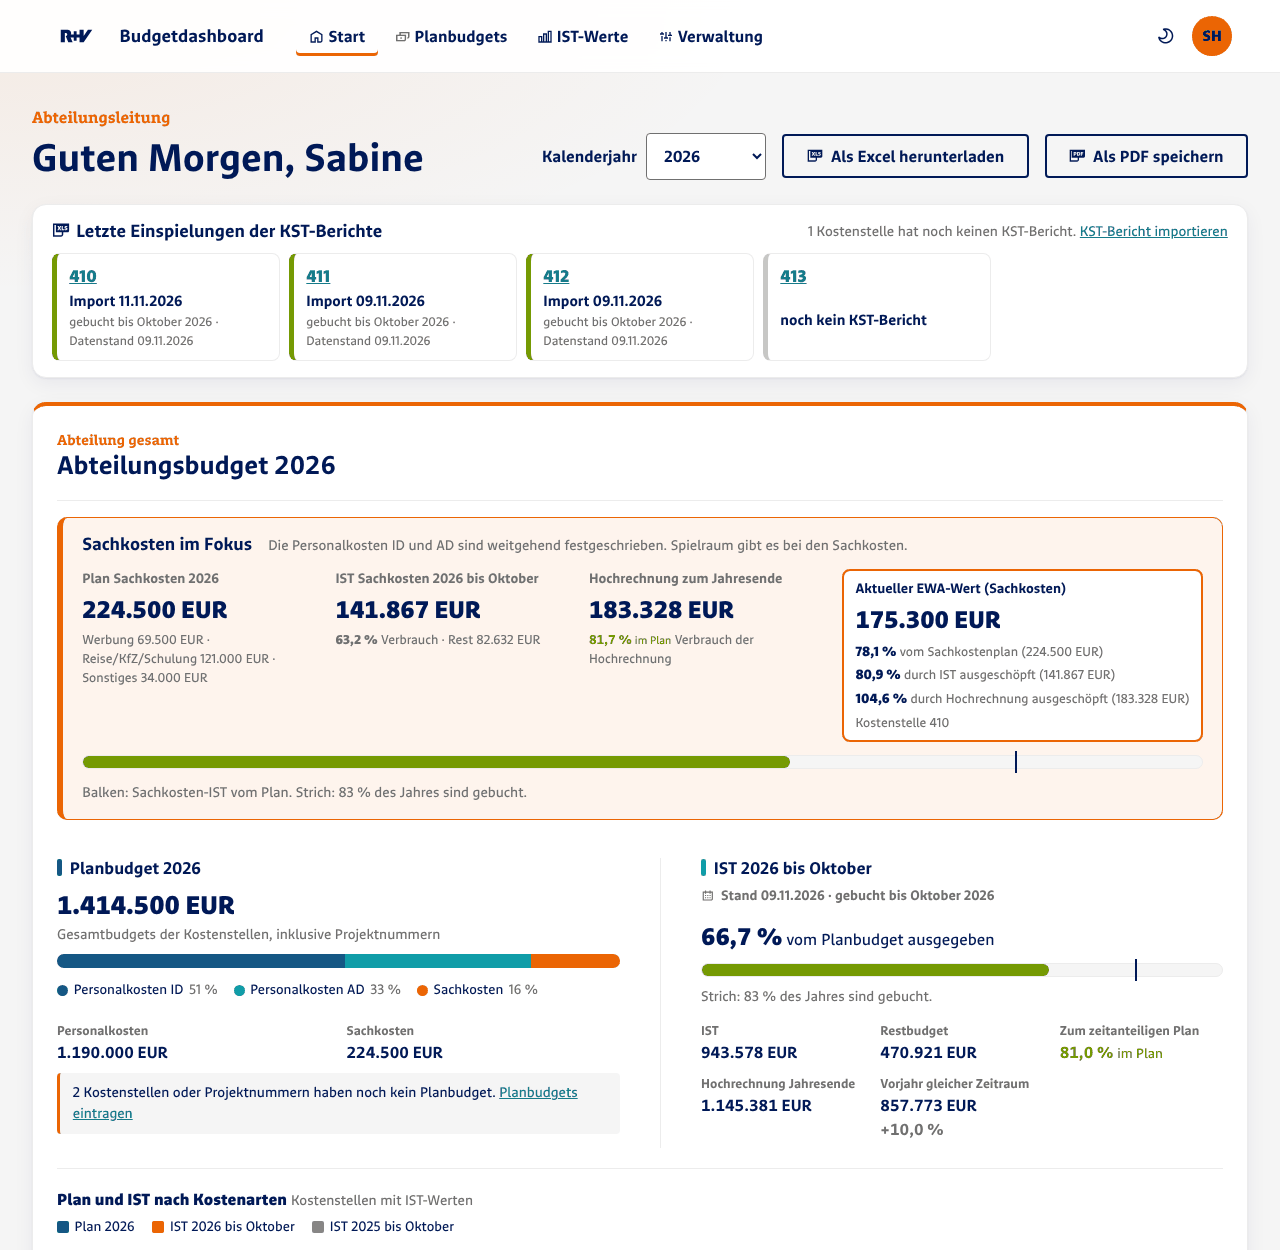 R+V Budgetdashboard Start Planbudgets IST-Werte Verwaltung SH
Abteilungsleitung
Guten Morgen, Sabine
Kalenderjahr 2026 XLS Als Excel herunterladen PDF Als PDF speichern
XLS Letzte Einspielungen der KST-Berichte
1 Kostenstelle hat noch keinen KST-Bericht. KST-Bericht importieren
410
Import 11.11.2026
gebucht bis Oktober 2026 ·
Datenstand 09.11.2026
411
Import 09.11.2026
gebucht bis Oktober 2026 ·
Datenstand 09.11.2026
412
Import 09.11.2026
gebucht bis Oktober 2026 ·
Datenstand 09.11.2026
413
noch kein KST-Bericht
Abteilung gesamt
Abteilungsbudget 2026
Sachkosten im Fokus Die Personalkosten ID und AD sind weitgehend festgeschrieben. Spielraum gibt es bei den Sachkosten.
Plan Sachkosten 2026
224.500 EUR
Werbung 69.500 EUR ·
Reise/KfZ/Schulung 121.000 EUR ·
Sonstiges 34.000 EUR
IST Sachkosten 2026 bis Oktober
141.867 EUR
63,2 % Verbrauch · Rest 82.632 EUR
Hochrechnung zum Jahresende
183.328 EUR
81,7 % im Plan Verbrauch der
Hochrechnung
Aktueller EWA-Wert (Sachkosten)
175.300 EUR
78,1 % vom Sachkostenplan (224.500 EUR)
80,9 % durch IST ausgeschöpft (141.867 EUR)
104,6 % durch Hochrechnung ausgeschöpft (183.328 EUR)
Kostenstelle 410
Balken: Sachkosten-IST vom Plan. Strich: 83 % des Jahres sind gebucht.
Planbudget 2026
1.414.500 EUR
Gesamtbudgets der Kostenstellen, inklusive Projektnummern
Personalkosten ID 51 % Personalkosten AD 33 % Sachkosten 16 %
Personalkosten
1.190.000 EUR
Sachkosten
224.500 EUR
2 Kostenstellen oder Projektnummern haben noch kein Planbudget. Planbudgets
eintragen
IST 2026 bis Oktober
Stand 09.11.2026 · gebucht bis Oktober 2026
66,7 % vom Planbudget ausgegeben
Strich: 83 % des Jahres sind gebucht.
IST
943.578 EUR
Restbudget
470.921 EUR
Zum zeitanteiligen Plan
81,0 % im Plan
Hochrechnung Jahresende
1.145.381 EUR
Vorjahr gleicher Zeitraum
857.773 EUR
+10,0 %
Plan und IST nach Kostenarten Kostenstellen mit IST-Werten
Plan 2026 IST 2026 bis Oktober IST 2025 bis Oktober